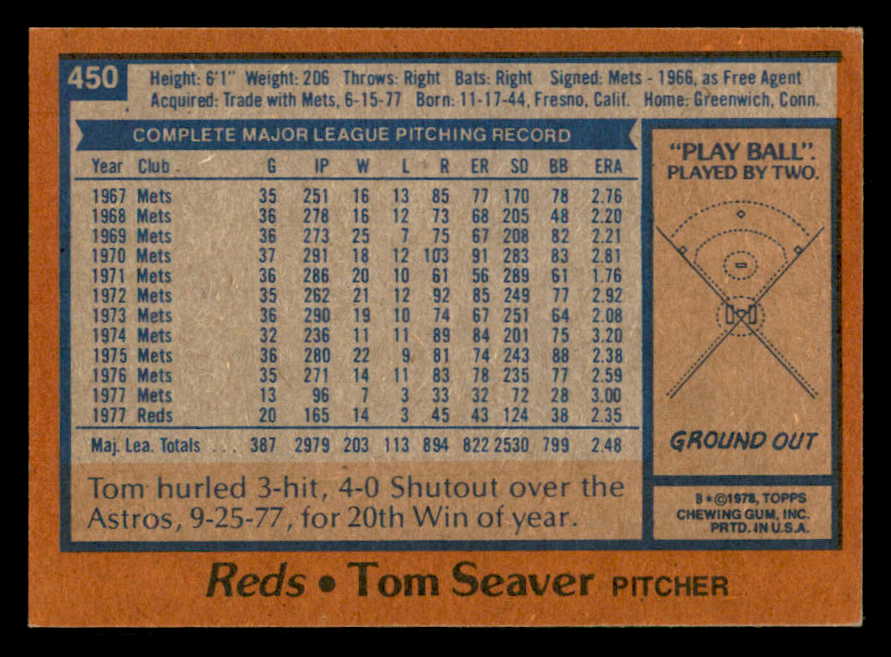 450
Height: 6'1" Weight: 206 Throws: Right Bats: Right Signed: Mets - 1966, as Free Agent
Acquired: Trade with Mets, 6-15-77 Born: 11-17-44, Fresno, Calif. Home: Greenwich, Conn.
COMPLETE MAJOR LEAGUE PITCHING RECORD
Year Club G IP W L R ER SO BB ERA
1967 Mets 35 251 16 13 85 77 170 78 2.76
1968 Mets 36 278 16 12 73 68 205 48 2.20
1969 Mets 36 273 25 7 75 67 208 82 2.21
1970 Mets 37 291 18 12 103 91 283 83 2.81
1971 Mets 36 286 20 10 61 56 289 61 1.76
1972 Mets 35 262 21 12 92 85 249 77 2.92
1973 Mets 36 290 19 10 74 67 251 64 2.08
1974 Mets 32 236 11 11 89 84 201 75 3.20
1975 Mets 36 280 22 9 81 74 243 88 2.38
1976 Mets 35 271 14 11 83 78 235 77 2.59
1977 Mets 13 96 7 3 33 32 72 28 3.00
1977 Reds 20 165 14 3 45 43 124 38 2.35
Maj. Lea. Totals ... 387 2979 203 113 894 822 2530 799 2.48
Tom hurled 3-hit, 4-0 Shutout over the
Astros, 9-25-77, for 20th Win of year.
"PLAY BALL".
PLAYED BY TWO.
GROUND OUT
B*©1978, TOPPS
CHEWING GUM, INC.
PRTD. IN U.S.A.
Reds • Tom Seaver PITCHER